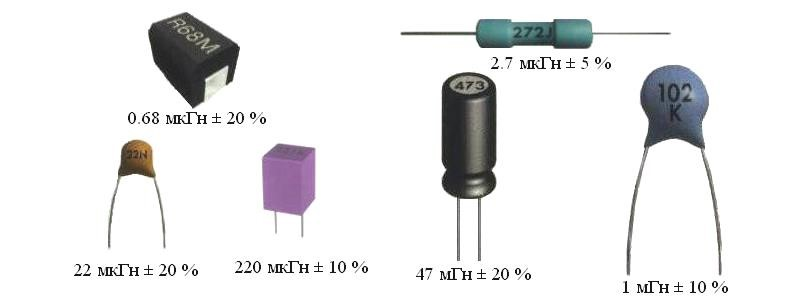 R68M
272J
2.7 мкГн ± 5 %
0.68 мкГн ± 20 %
473
102
K
22N
22 мкГн ± 20 %
220 мкГн ± 10 %
47 мГн ± 20 %
1 мГн ± 10 %